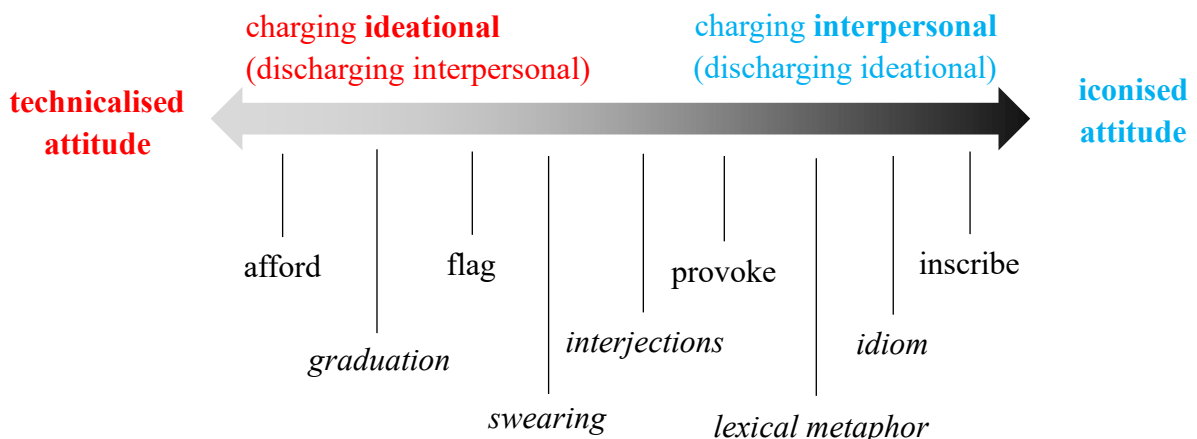 charging ideational
(discharging interpersonal)
charging interpersonal
(discharging ideational)
technicalised
attitude
iconised
attitude
afford
flag
provoke
inscribe
graduation
interjections
idiom
swearing
lexical metaphor